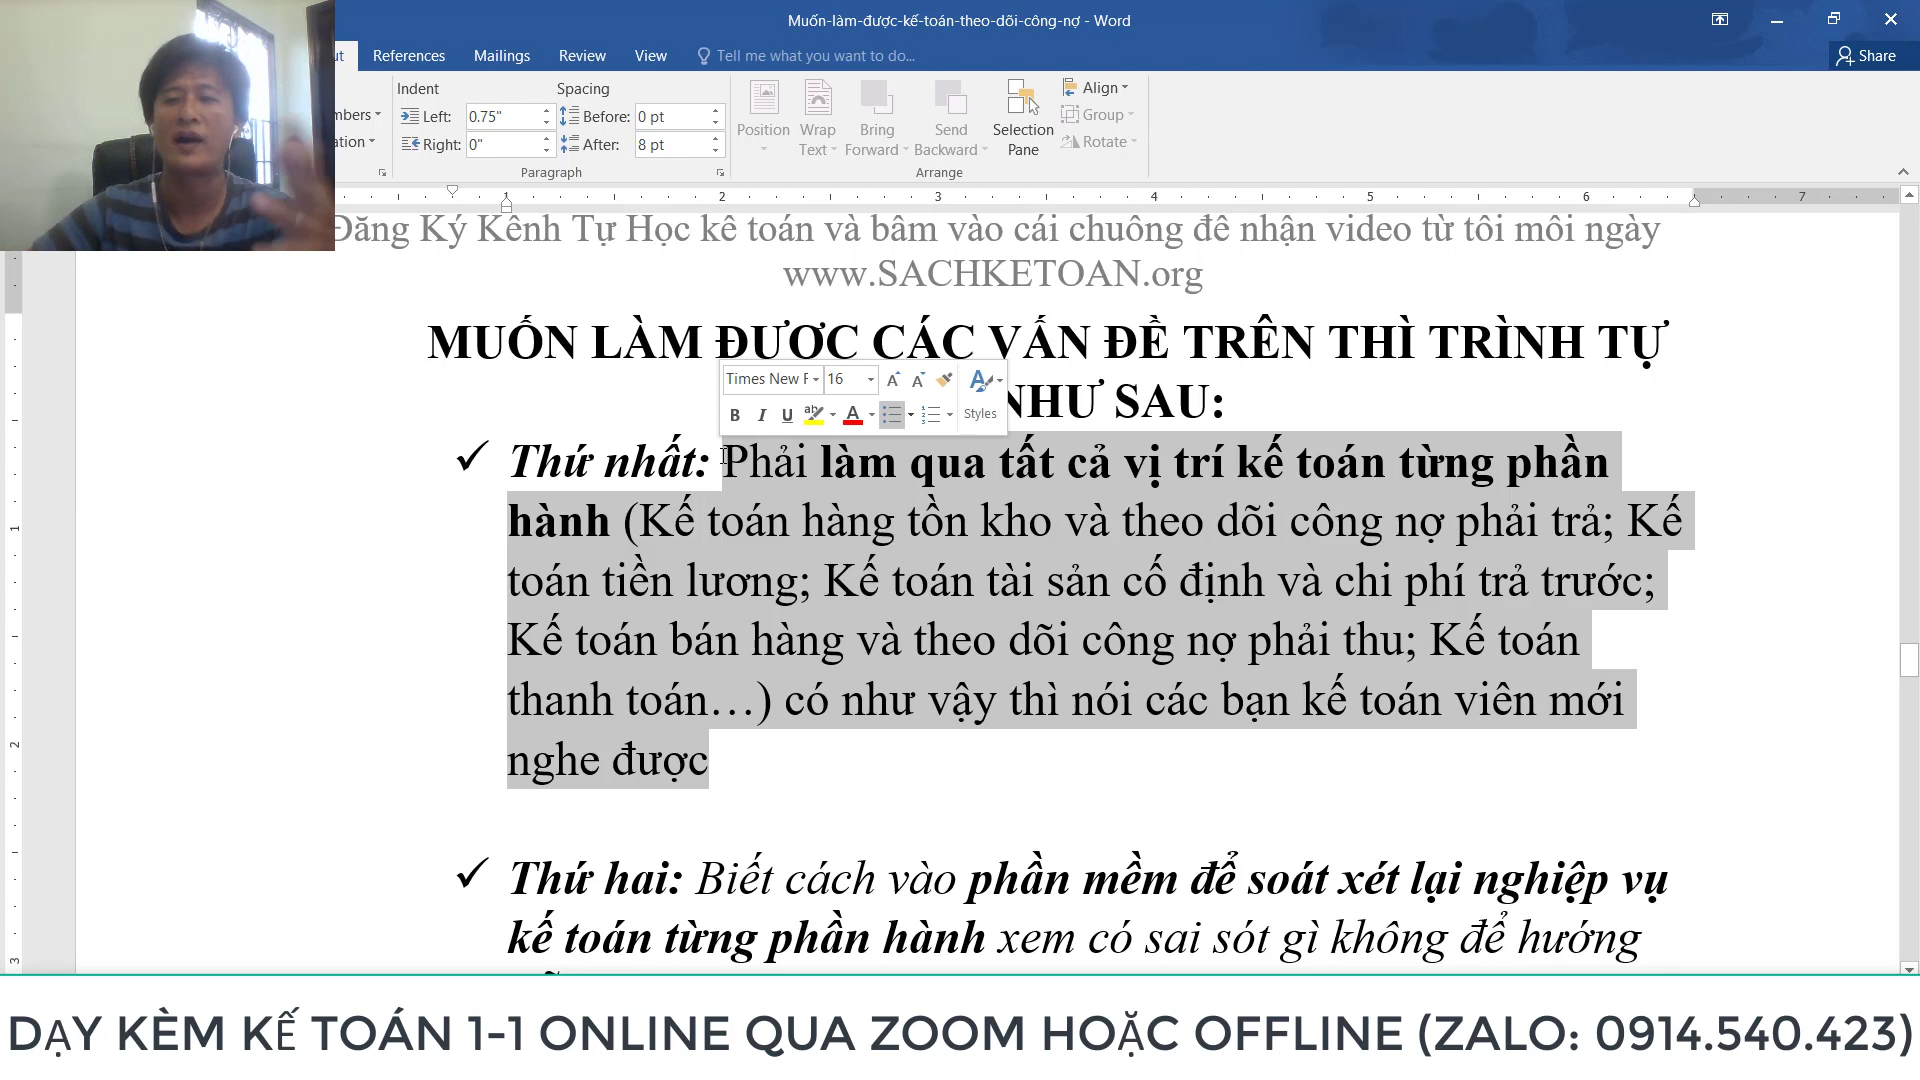 Muốn-làm-được-kế-toán-theo-dõi-công-nợ - Word
References Mailings Review View Tell me what you want to do... Share
Indent Spacing
Left: 0.75" Before: 0 pt
Right: 0" After: 8 pt
Paragraph
Position Wrap Text Bring Forward Send Backward Selection Pane
Align
Group
Rotate
Arrange
1 2 3 4 5 6 7
Đăng Ký Kênh Tự Học kế toán và bấm vào cái chuông để nhận video từ tôi mỗi ngày
www.SACHKETOAN.org
MUỐN LÀM ĐƯỢC CÁC VẤN ĐỀ TRÊN THÌ TRÌNH TỰ
NHƯ SAU:
Times New 16
B I U A Styles
✓ Thứ nhất: Phải làm qua tất cả vị trí kế toán từng phần
hành (Kế toán hàng tồn kho và theo dõi công nợ phải trả; Kế
toán tiền lương; Kế toán tài sản cố định và chi phí trả trước;
Kế toán bán hàng và theo dõi công nợ phải thu; Kế toán
thanh toán…) có như vậy thì nói các bạn kế toán viên mới
nghe được
✓ Thứ hai: Biết cách vào phần mềm để soát xét lại nghiệp vụ
kế toán từng phần hành xem có sai sót gì không để hướng
DẠY KÈM KẾ TOÁN 1-1 ONLINE QUA ZOOM HOẶC OFFLINE (ZALO: 0914.540.423)